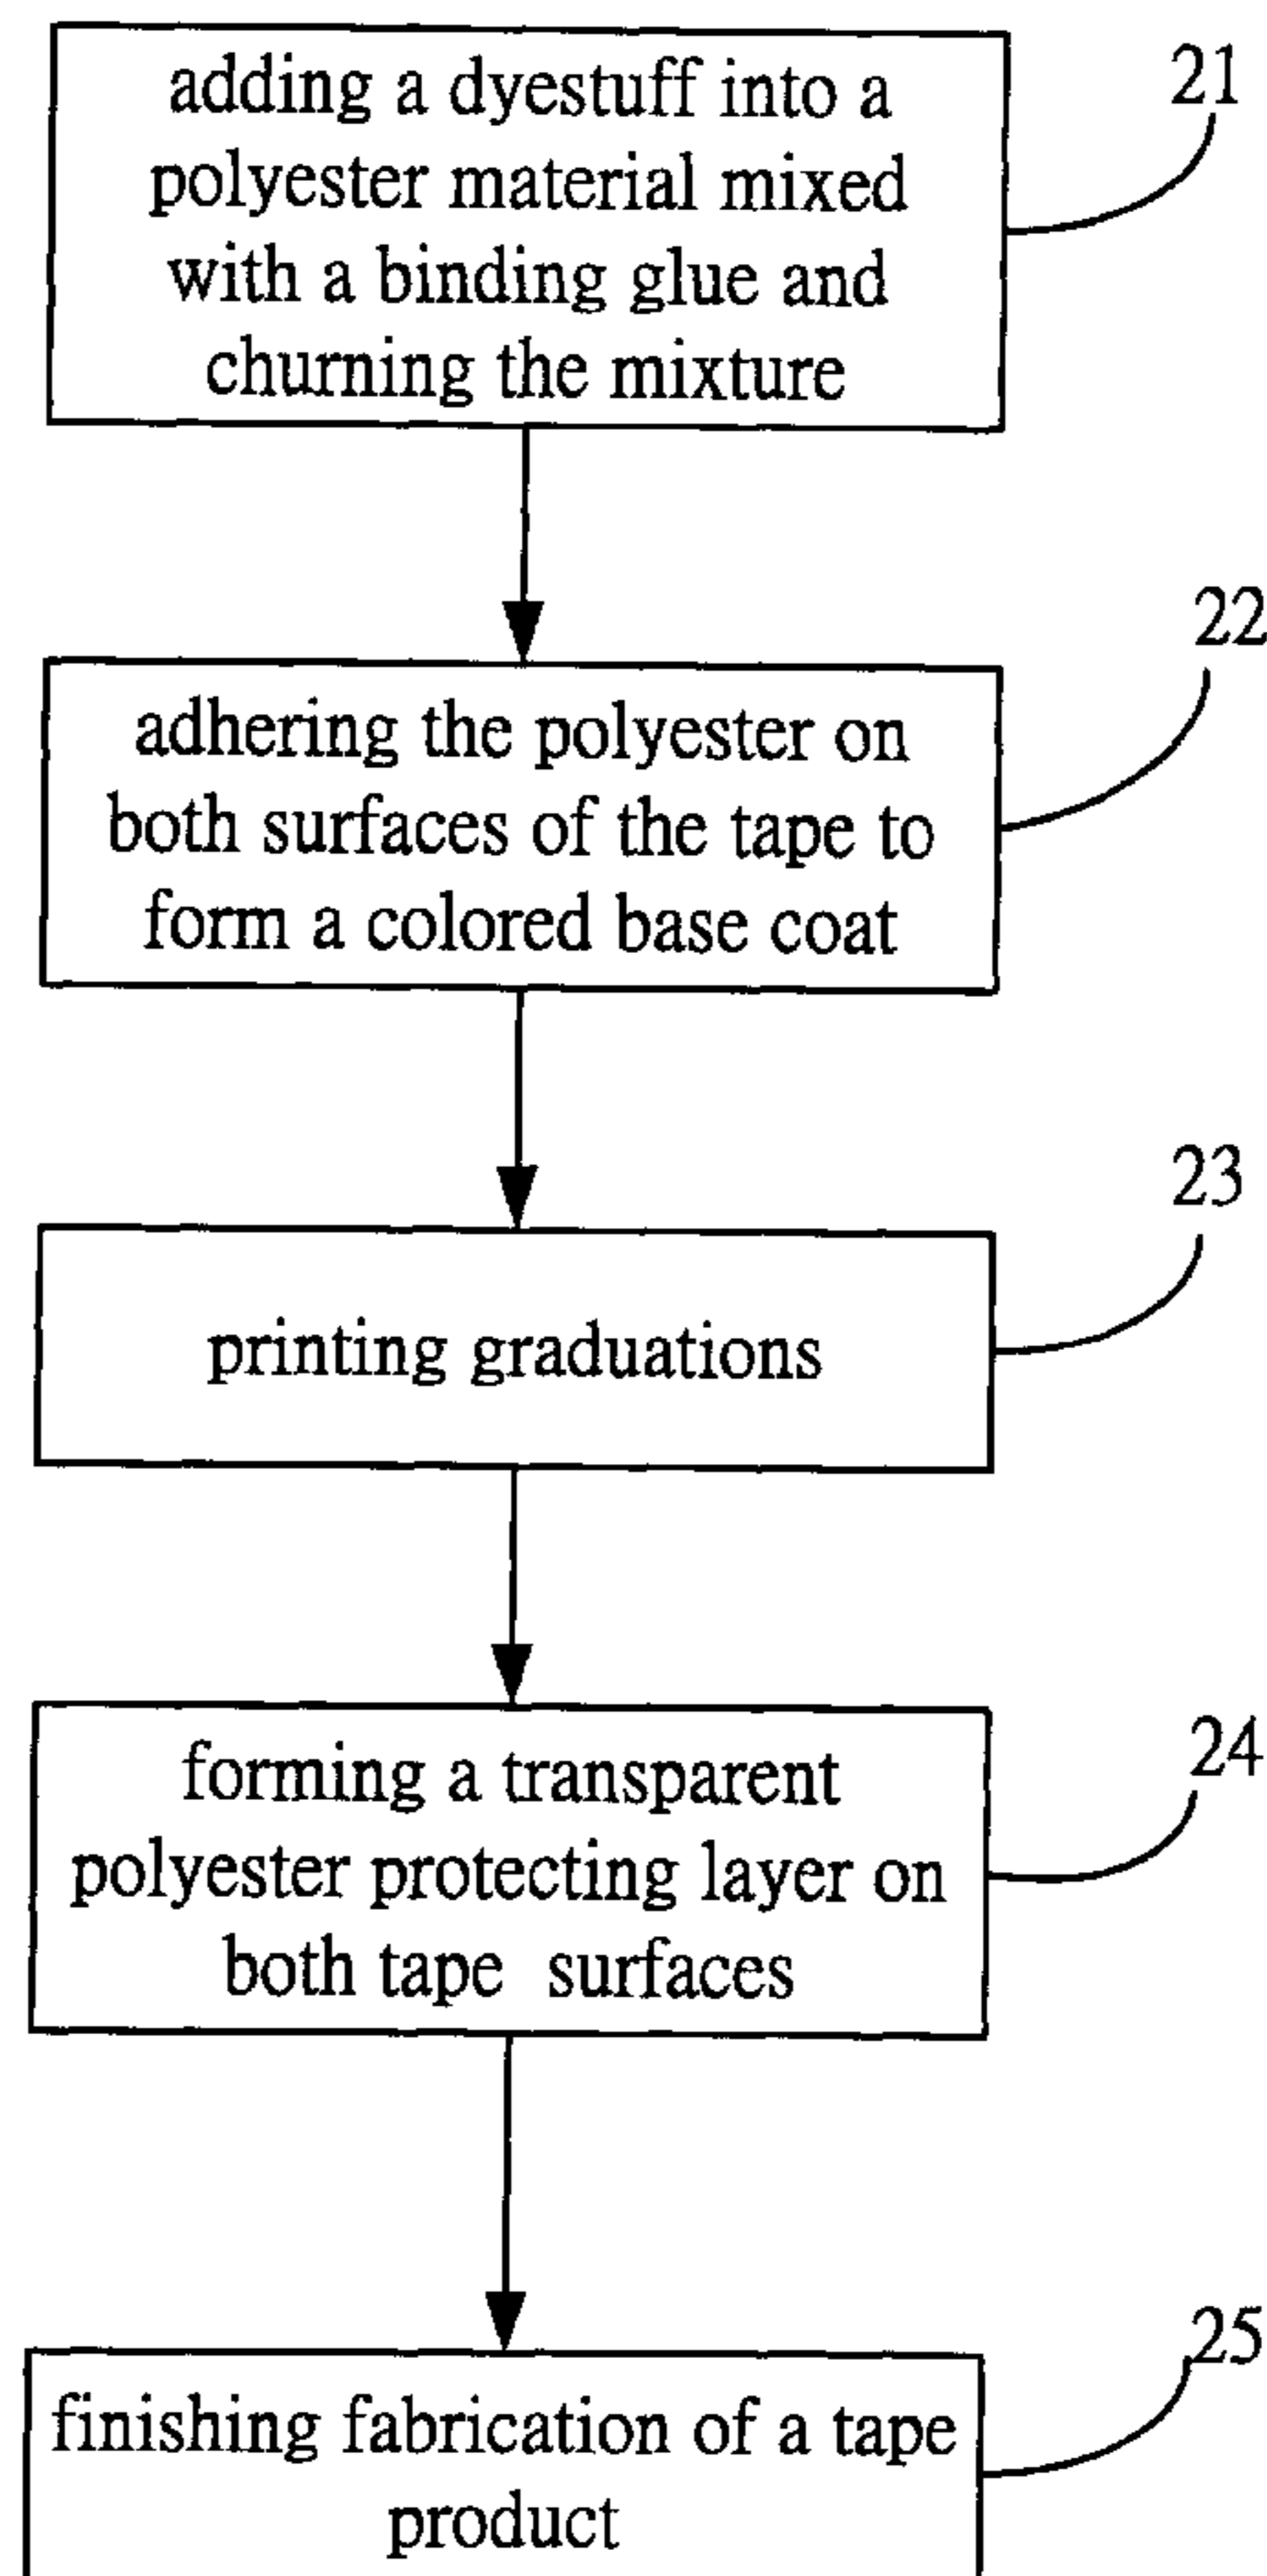 adding a dyestuff into a
polyester material mixed
with a binding glue and
churning the mixture
21
adhering the polyester on
both surfaces of the tape to
form a colored base coat
22
printing graduations
23
forming a transparent
polyester protecting layer on
both tape surfaces
24
finishing fabrication of a tape
product
25